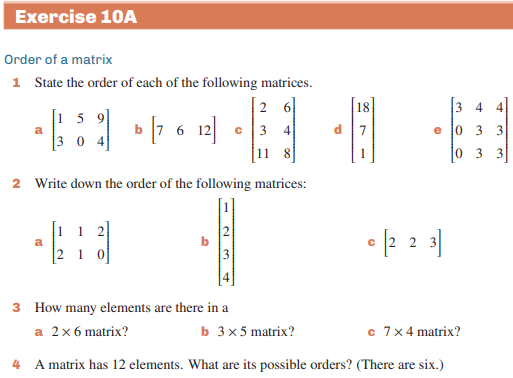 Exercise 10A
Order of a matrix
1 State the order of each of the following matrices.
a [1 5 9; 3 0 4] b [7 6 12] c [2 6; 3 4; 11 8] d [18; 7; 1] e [3 4 4; 0 3 3; 0 3 3]
2 Write down the order of the following matrices:
a [1 1 2; 2 1 0] b [1; 2; 3; 4] c [2 2 3]
3 How many elements are there in a
a 2 × 6 matrix? b 3 × 5 matrix? c 7 × 4 matrix?
4 A matrix has 12 elements. What are its possible orders? (There are six.)